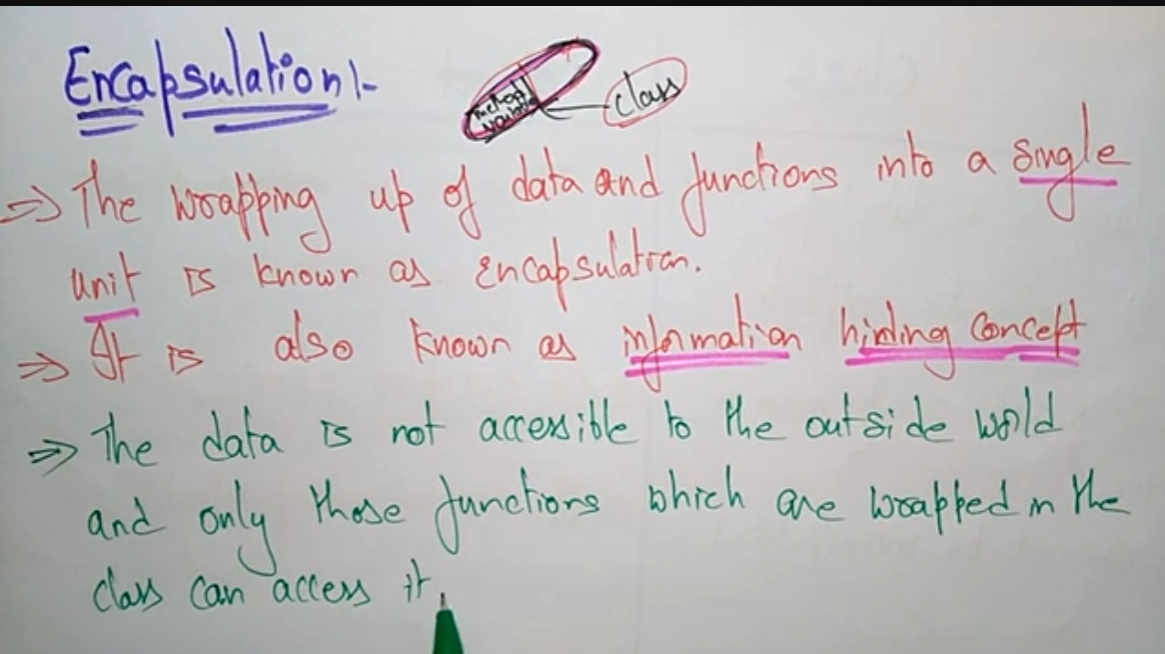 Encapsulation:-
method
variable
class
=> The wrapping up of data and functions into a single
unit is known as Encapsulation.
=> It is also known as information hiding concept
=> The data is not accessible to the outside world
and only those functions which are wrapped in the
class can access it